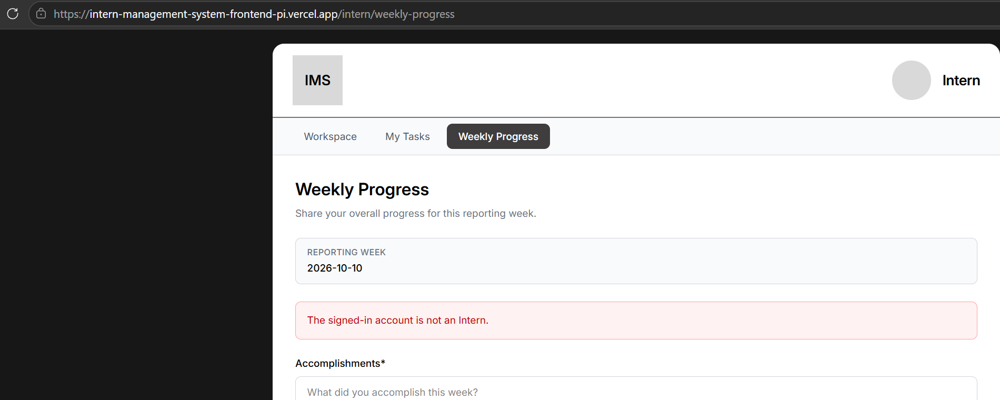 https://intern-management-system-frontend-pi.vercel.app/intern/weekly-progress
IMS
Intern
Workspace My Tasks Weekly Progress
Weekly Progress
Share your overall progress for this reporting week.
REPORTING WEEK
2026-10-10
The signed-in account is not an Intern.
Accomplishments*
What did you accomplish this week?